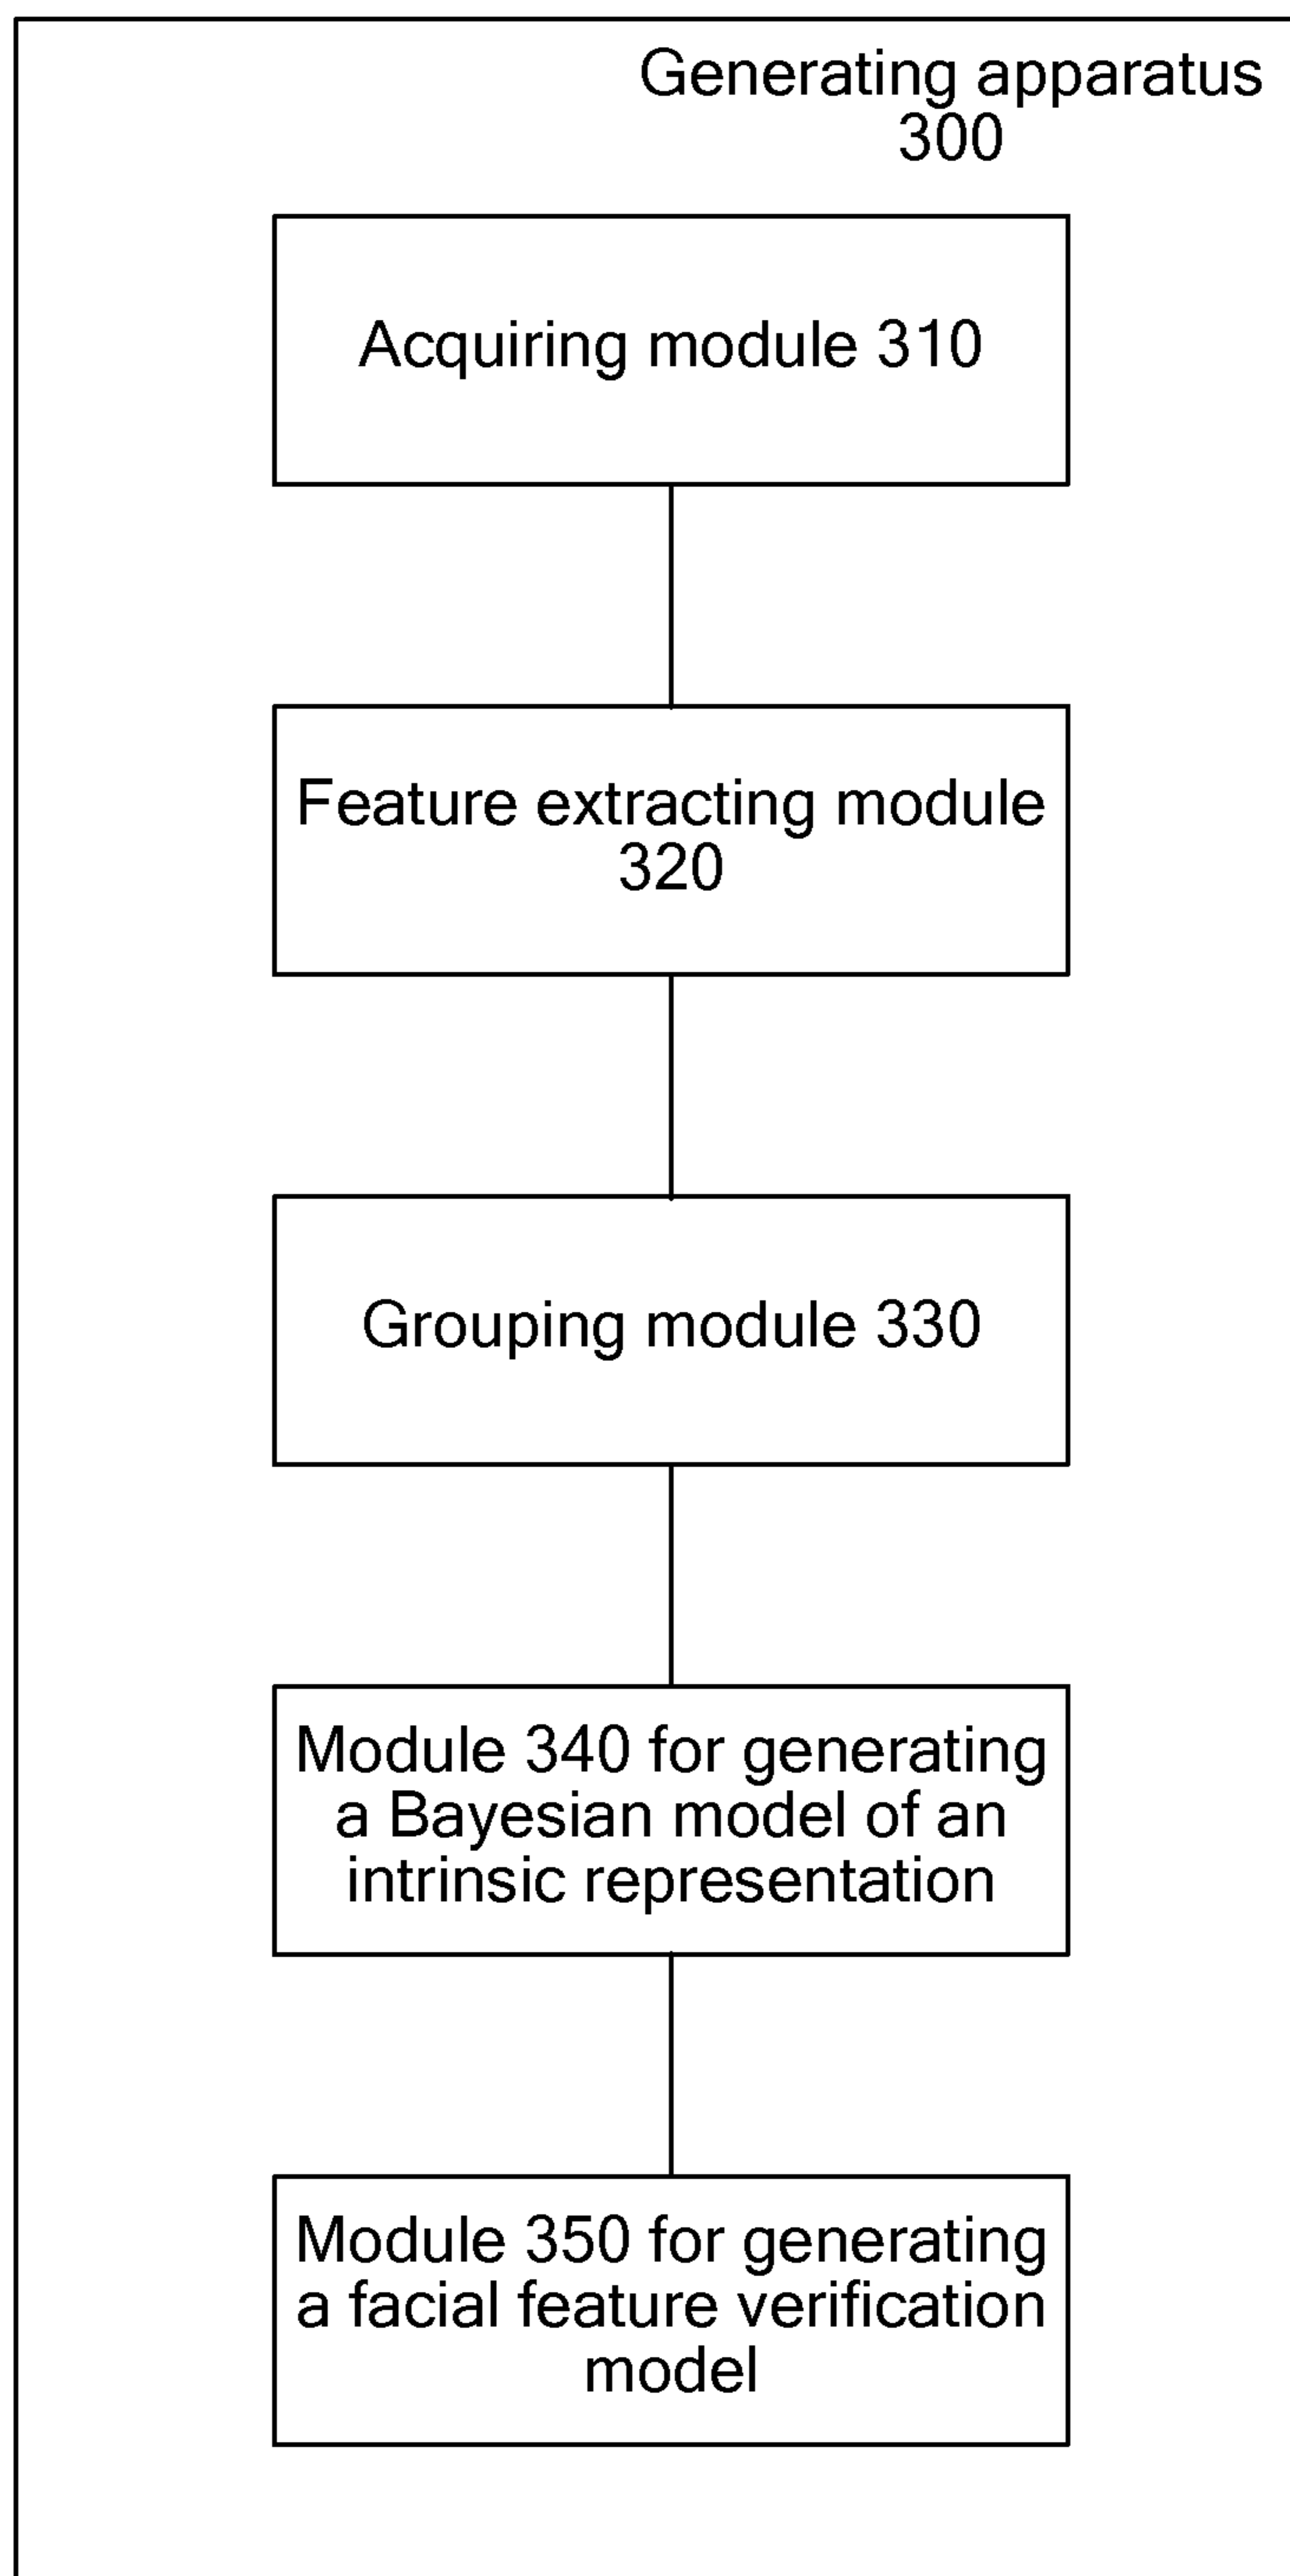 Generating apparatus
300
Acquiring module 310
Feature extracting module
320
Grouping module 330
Module 340 for generating
a Bayesian model of an
intrinsic representation
Module 350 for generating
a facial feature verification
model